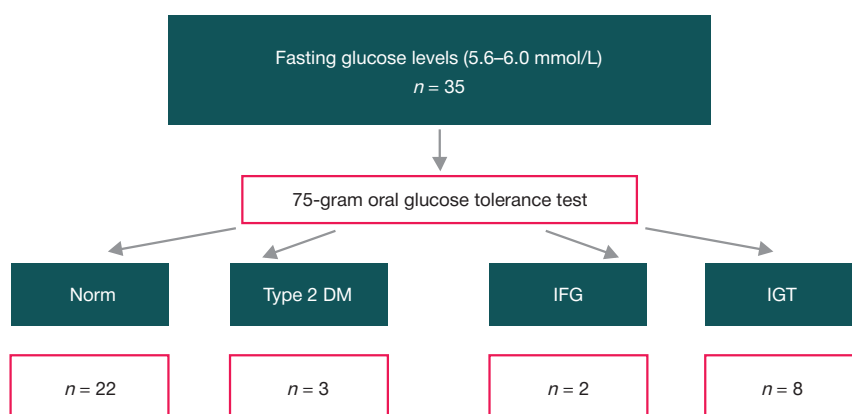 Fasting glucose levels (5.6–6.0 mmol/L)
n = 35
75-gram oral glucose tolerance test
Norm
Type 2 DM
IFG
IGT
n = 22
n = 3
n = 2
n = 8